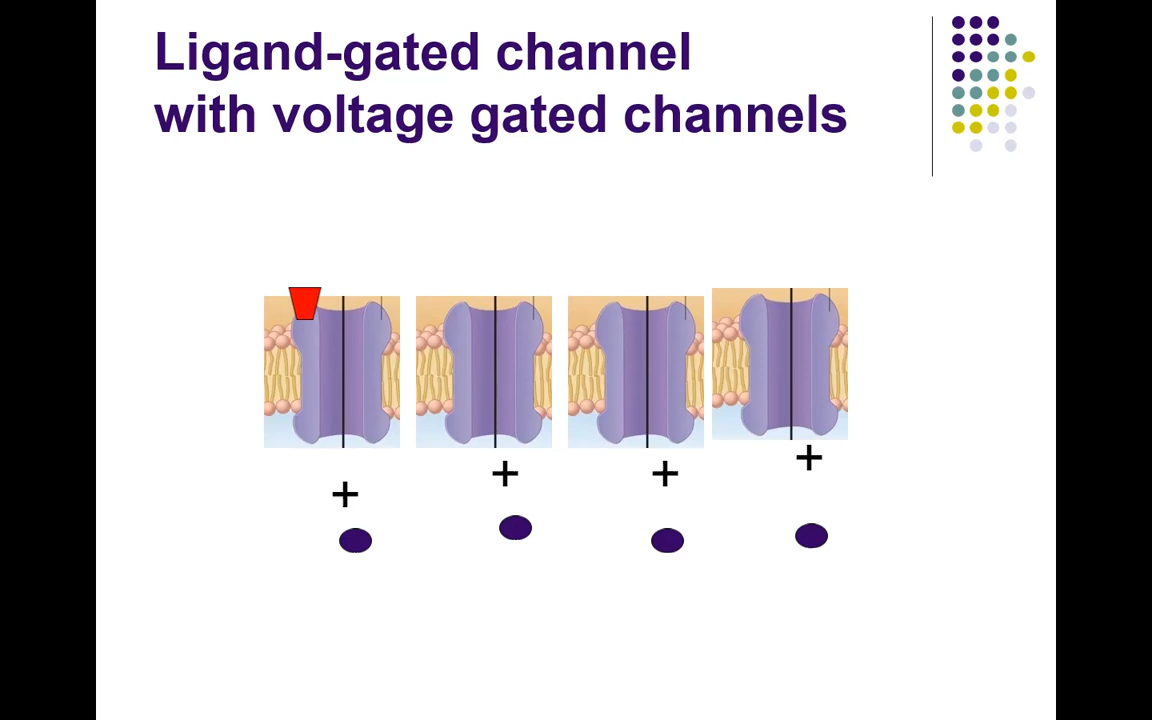 Ligand-gated channel
with voltage gated channels
+ + + +